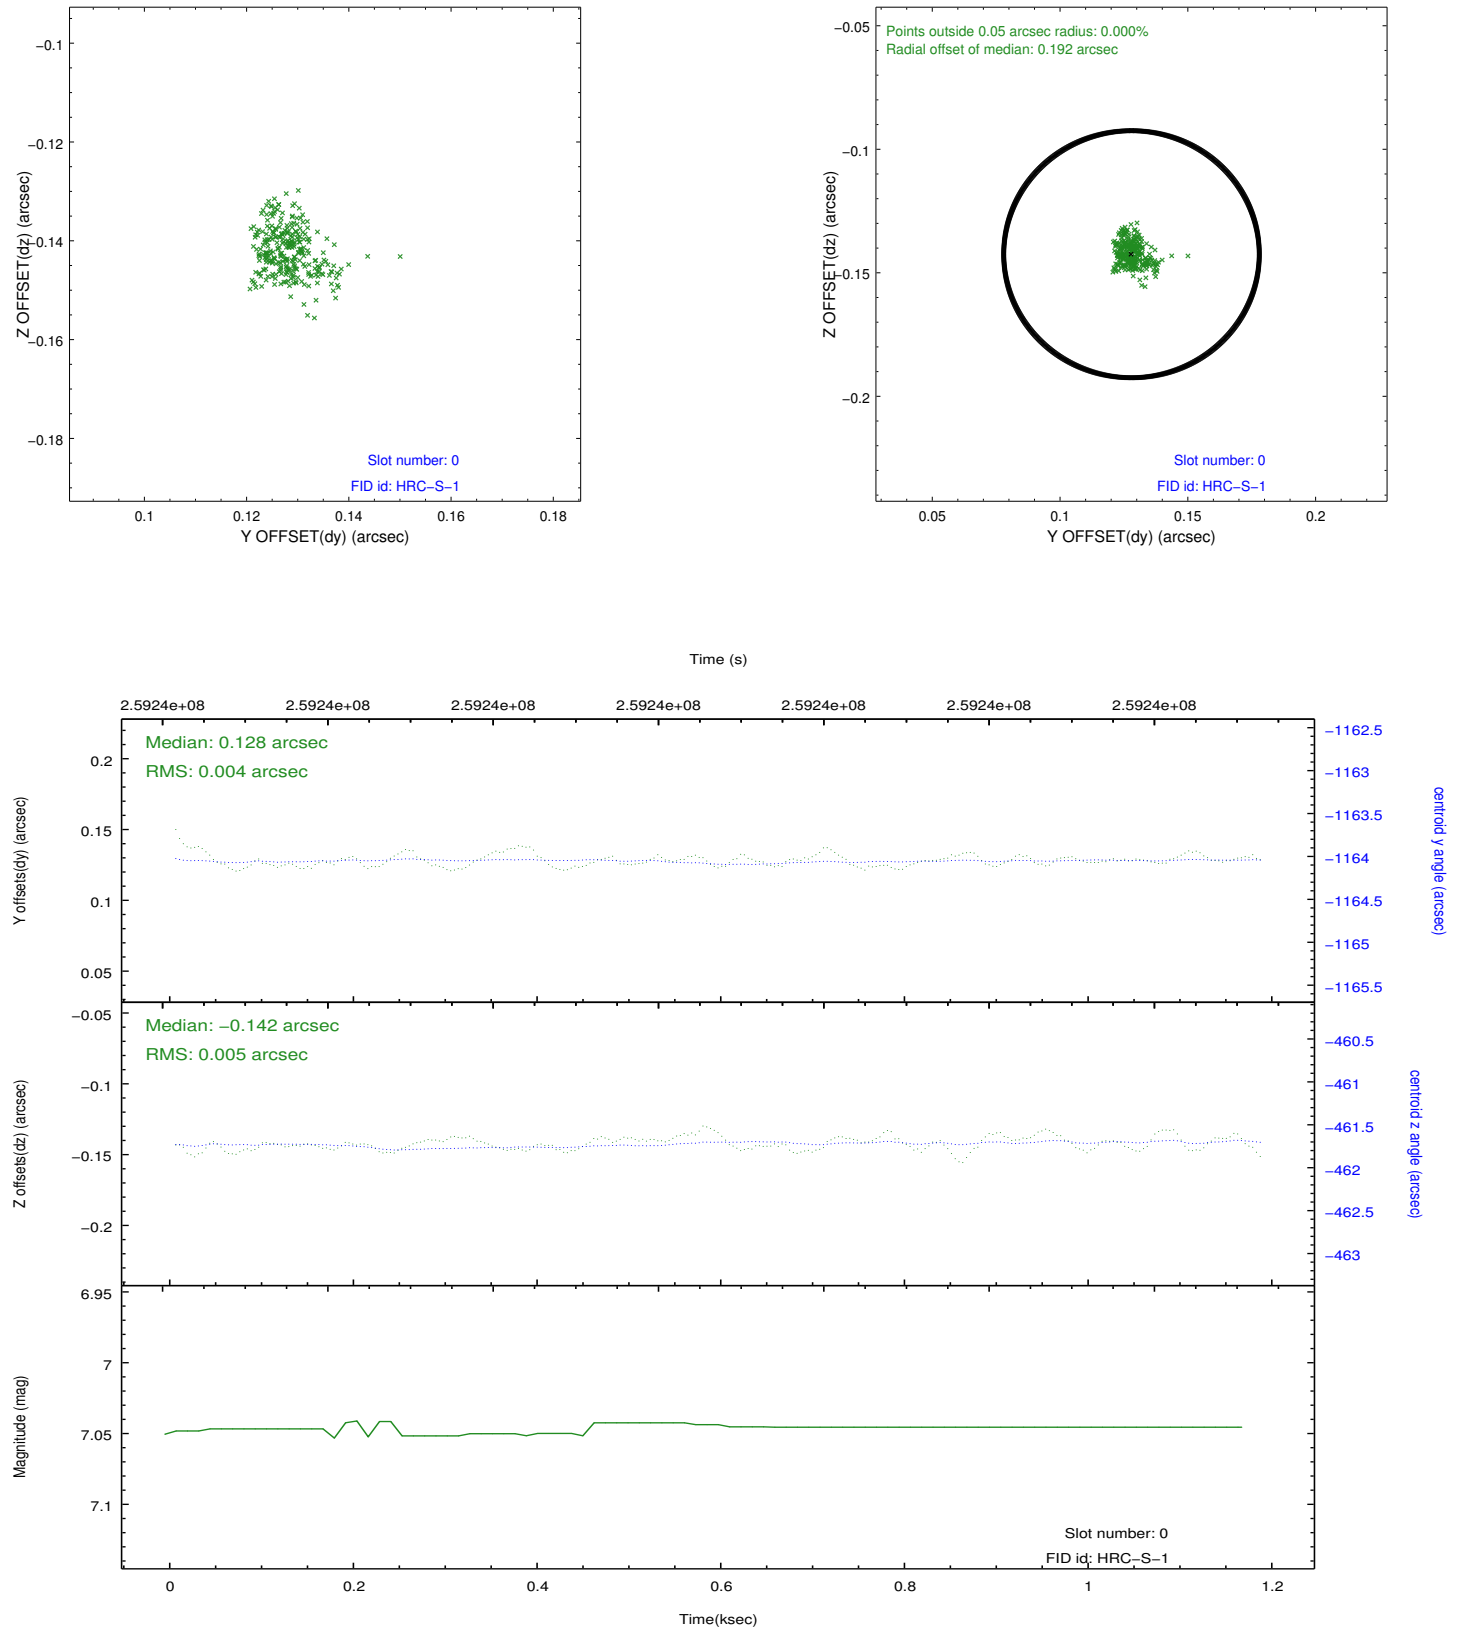 −0.1
−0.12
−0.14
−0.16
−0.18
Z OFFSET(dz) (arcsec)
Slot number: 0
FID id: HRC−S−1
0.1 0.12 0.14 0.16 0.18
Y OFFSET(dy) (arcsec)
Points outside 0.05 arcsec radius: 0.000%
Radial offset of median: 0.192 arcsec
−0.05
−0.1
−0.15
−0.2
Z OFFSET(dz) (arcsec)
Slot number: 0
FID id: HRC−S−1
0.05 0.1 0.15 0.2
Y OFFSET(dy) (arcsec)
Time (s)
2.5924e+08 2.5924e+08 2.5924e+08 2.5924e+08 2.5924e+08 2.5924e+08 2.5924e+08
Median: 0.128 arcsec
RMS: 0.004 arcsec
0.2
0.15
0.1
0.05
Y offsets(dy) (arcsec)
−1162.5
−1163
−1163.5
−1164
−1164.5
−1165
−1165.5
centroid y angle (arcsec)
Median: −0.142 arcsec
RMS: 0.005 arcsec
−0.05
−0.1
−0.15
−0.2
Z offsets(dz) (arcsec)
−460.5
−461
−461.5
−462
−462.5
−463
centroid z angle (arcsec)
6.95
7
7.05
7.1
Magnitude (mag)
Slot number: 0
FID id: HRC−S−1
0 0.2 0.4 0.6 0.8 1 1.2
Time(ksec)